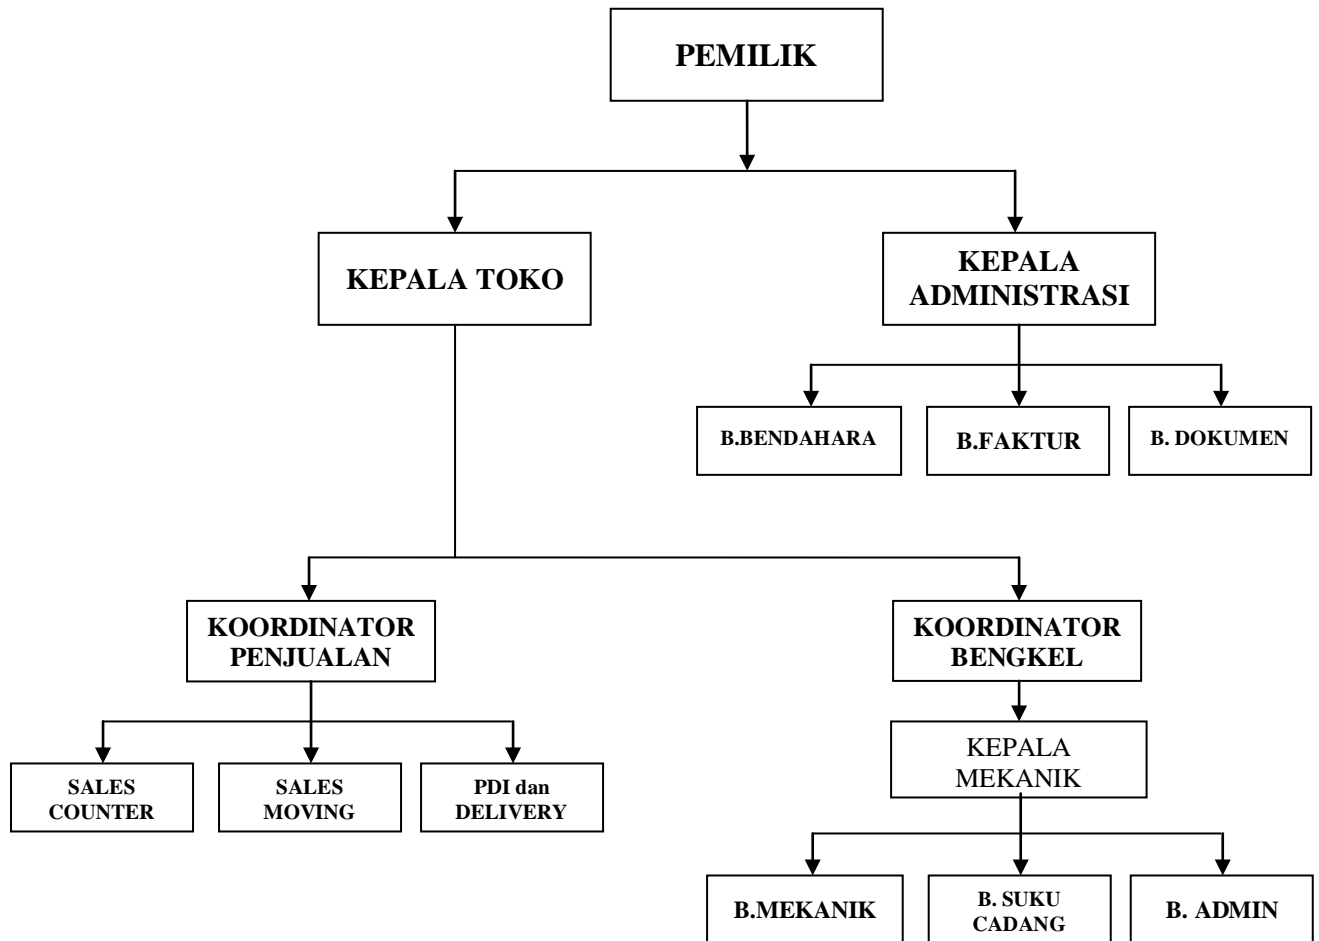 PEMILIK
KEPALA TOKO
KEPALA
ADMINISTRASI
B.BENDAHARA
B.FAKTUR
B. DOKUMEN
KOORDINATOR
PENJUALAN
KOORDINATOR
BENGKEL
KEPALA
MEKANIK
SALES
COUNTER
SALES
MOVING
PDI dan
DELIVERY
B.MEKANIK
B. SUKU
CADANG
B. ADMIN